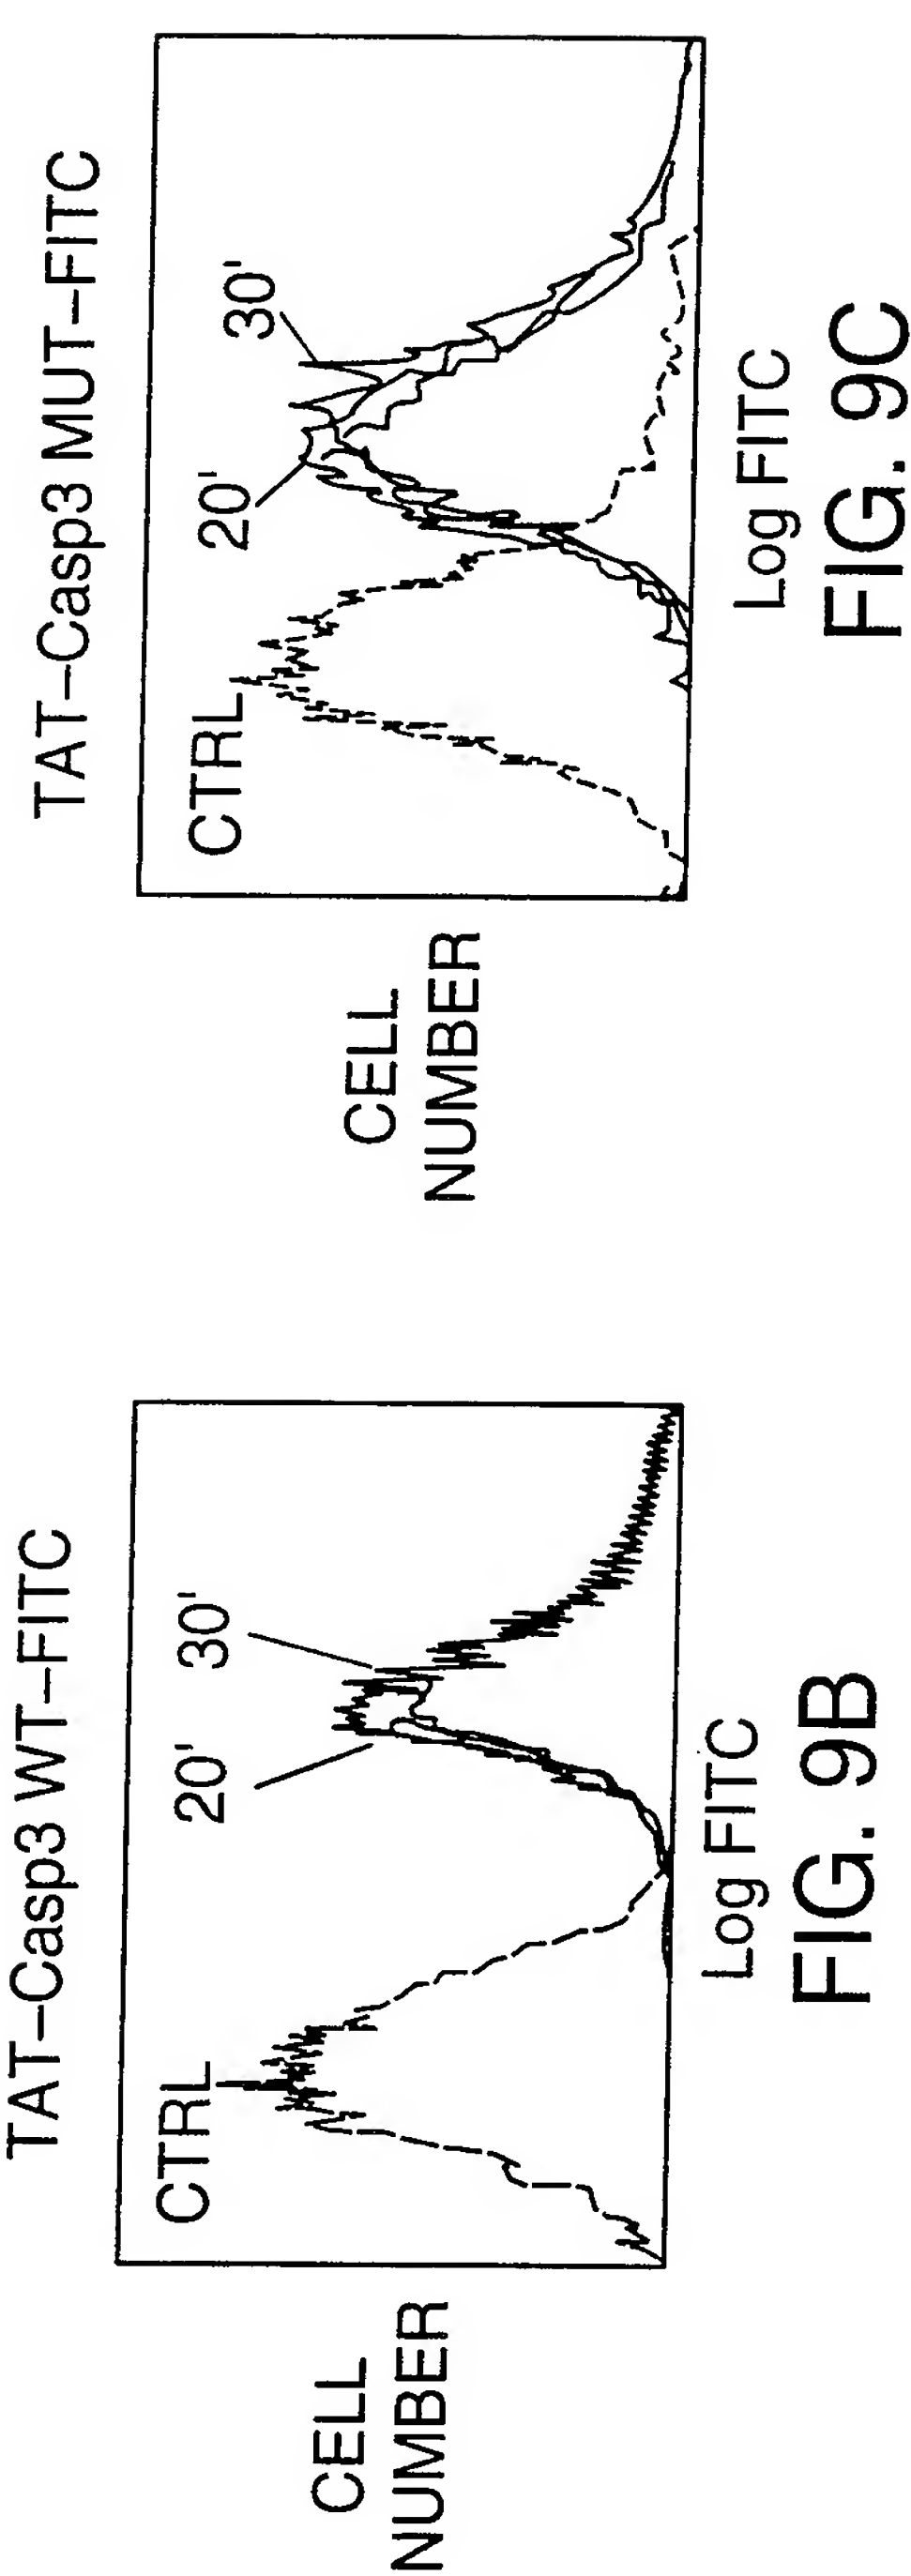 TAT–Casp3 WT–FITC
CTRL
20'
30'
CELL
NUMBER
Log FITC
FIG. 9B
TAT–Casp3 MUT–FITC
CTRL
20'
30'
CELL
NUMBER
Log FITC
FIG. 9C